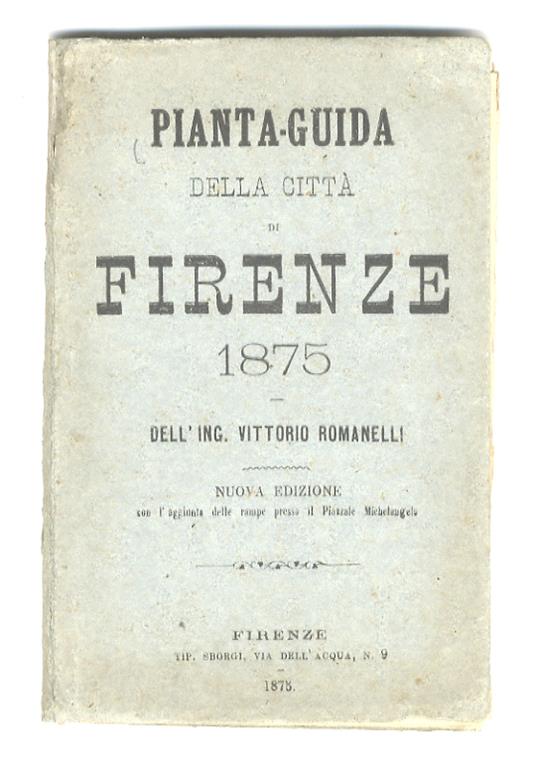 PIANTA-GUIDA
DELLA CITTÀ
DI
FIRENZE
1875
DELL' ING. VITTORIO ROMANELLI
NUOVA EDIZIONE
con l'aggiunta delle rampe presso il Piazzale Michelangelo
FIRENZE
TIP. SBORGI, VIA DELL'ACQUA, N. 9
1875.